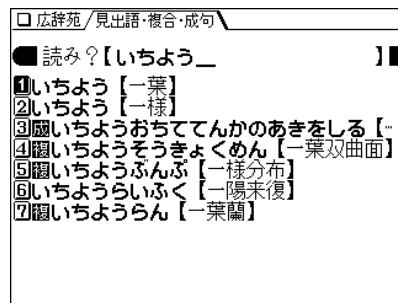 広辞苑/見出語・複合・成句
読み?【いちよう_ 】
1いちよう【一葉】
2いちよう【一様】
3成いちようおちててんかのあきをしる【…
4複いちようそうきょくめん【一葉双曲面】
5複いちようぶんぷ【一様分布】
6いちようらいふく【一陽来復】
7複いちようらん【一葉蘭】